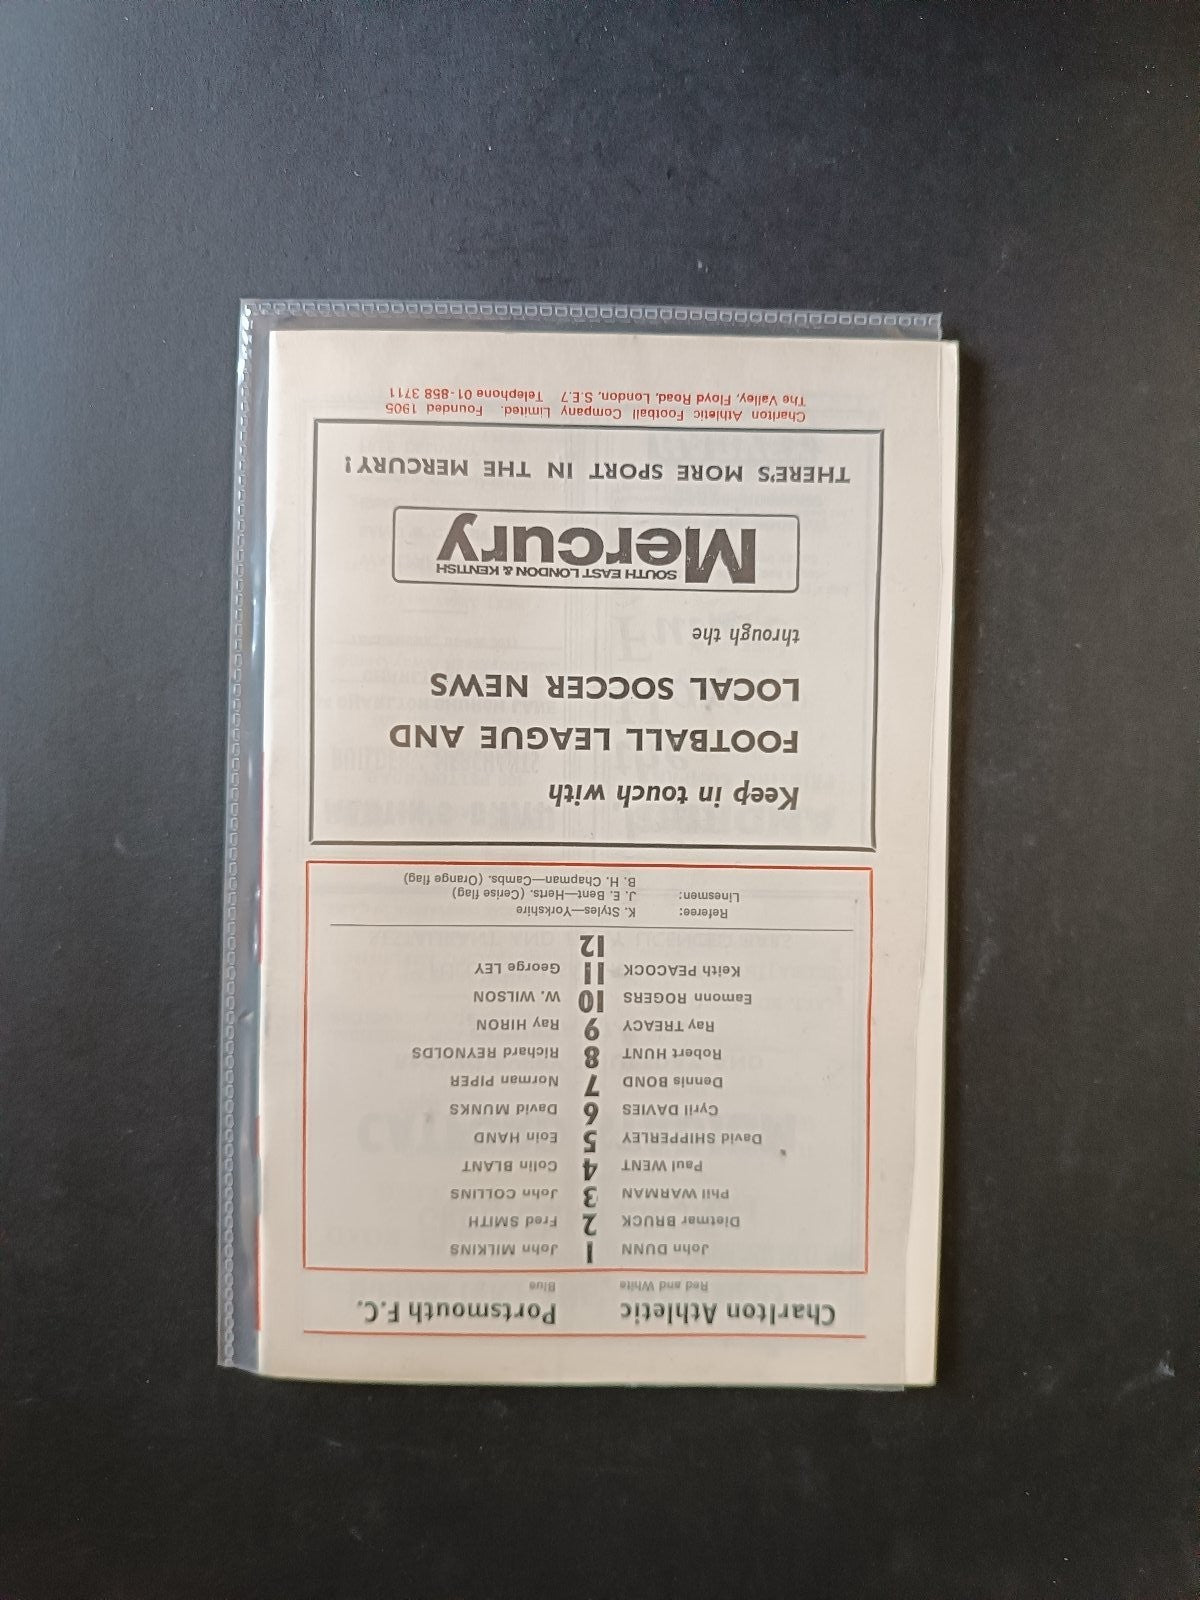 Charlton Athletic Portsmouth F.C.
Red and White Blue
John DUNN 1 John MILKINS
Dietmar BRUCK 2 Fred SMITH
Phil WARMAN 3 John COLLINS
Paul WENT 4 Colin BLANT
David SHIPPERLEY 5 Eoin HAND
Cyril DAVIES 6 David MUNKS
Dennis BOND 7 Norman PIPER
Robert HUNT 8 Richard REYNOLDS
Ray TREACY 9 Ray HIRON
Eamonn ROGERS 10 W. WILSON
Keith PEACOCK 11 George LEY
12
Referee: K. Styles—Yorkshire
Linesmen: J. E. Bent—Herts. (Cerise flag)
B. H. Chapman—Cambs. (Orange flag)
Keep in touch with
FOOTBALL LEAGUE AND
LOCAL SOCCER NEWS
through the
SOUTH EAST LONDON & KENTISH
Mercury
THERE'S MORE SPORT IN THE MERCURY!
Charlton Athletic Football Company Limited. Founded 1905
The Valley, Floyd Road, London, S.E.7 Telephone 01-858 3711